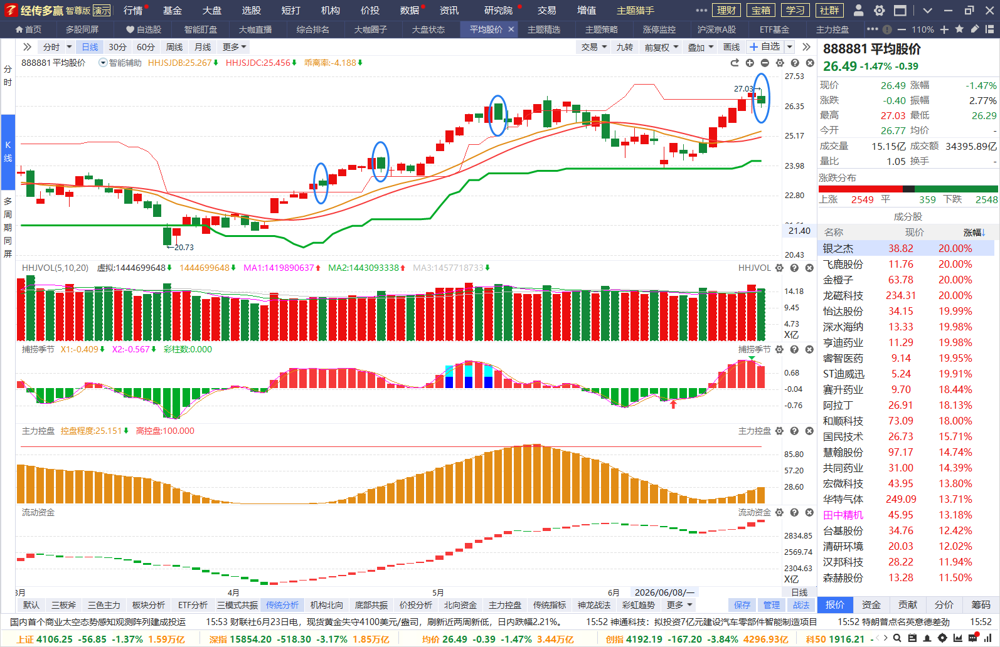 经传多赢 智尊版 演示 行情 基金 大盘 选股 短打 机构 价投 数据 资讯 研究院 交易 增值 主题猎手 理财 宝箱 学习 社群
首页 多股同屏 自选股 智能盯盘 大咖直播 综合排名 大咖圈子 大盘状态 平均股价 主题精选 主题策略 涨停监控 沪深京A股 ETF基金 主力控盘 110%
分时 日线 30分 60分 周线 月线 更多 交易 九转 前复权 叠加 画线 自选
888881 平均股价 智能辅助 HHJSJDB:25.267 HHJSJDC:25.456 乖离率:-4.188
分时
K线
多周期同屏
27.53
27.03
26.35
25.17
23.98
22.80
21.40
20.73
20.43
HHJVOL(5,10,20) 虚拟:1444699648 1444699648 MA1:1419890637 MA2:1443093338 MA3:1457718733 HHJVOL
14.18
9.45
4.73
X亿
捕捞季节 X1:-0.409 X2:-0.567 彩柱数:0.000 捕捞季节
0.68
-0.04
-0.76
主力控盘 控盘程度:25.151 高控盘:100.000 主力控盘
85.80
57.20
28.60
流动资金 流动资金
2834.85
2569.74
2304.63
X亿
3月 4月 5月 6月 2026/06/08/一 日线
默认 三板斧 三色主力 板块分析 ETF分析 三模式共振 传统分析 机构北向 底部共振 价投分析 北向资金 主力控盘 传统指标 神龙战法 彩虹趋势 更多 保存 管理 战法
888881 平均股价
26.49 -1.47% -0.39
现价 26.49 涨幅 -1.47%
涨跌 -0.40 振幅 2.77%
最高 27.03 最低 26.29
今开 26.77 均价 -
成交量 15.15亿 成交额 34395.89亿
量比 1.05 换手 -
涨跌分布
上涨 2549 平 359 下跌 2548
成分股
名称 现价 涨幅↓
银之杰 38.82 20.00%
飞鹿股份 11.76 20.00%
金橙子 63.78 20.00%
龙磁科技 234.31 20.00%
怡达股份 34.15 19.99%
深水海纳 13.33 19.98%
亨迪药业 11.29 19.98%
睿智医药 9.14 19.95%
ST迪威迅 5.24 19.91%
赛升药业 9.70 18.44%
阿拉丁 26.91 18.13%
和顺科技 73.09 18.00%
国民技术 26.73 15.71%
慧翰股份 97.17 14.74%
共同药业 31.00 14.39%
宏微科技 43.95 13.80%
华特气体 249.09 13.71%
田中精机 45.95 13.18%
台基股份 34.76 12.42%
清研环境 20.03 12.02%
汉邦科技 28.22 11.94%
森赫股份 13.28 11.50%
报价 资金 贡献 分价 筹码
国内首个商业太空态势感知观测阵列建成投运 15:53 财联社6月23日电，现货黄金失守4100美元/盎司，刷新近两周新低，日内跌幅2.21%。 15:52 神通科技：拟投资7亿元建设汽车零部件智能制造项目 15:52 特朗普点名英意德差劲 15:52
上证 4106.25 -56.85 -1.37% 1.59万亿 深指 15854.20 -518.30 -3.17% 1.85万亿 均价 26.49 -0.39 -1.47% 3.44万亿 创指 4192.19 -167.20 -3.84% 4296.93亿 科50 1916.21